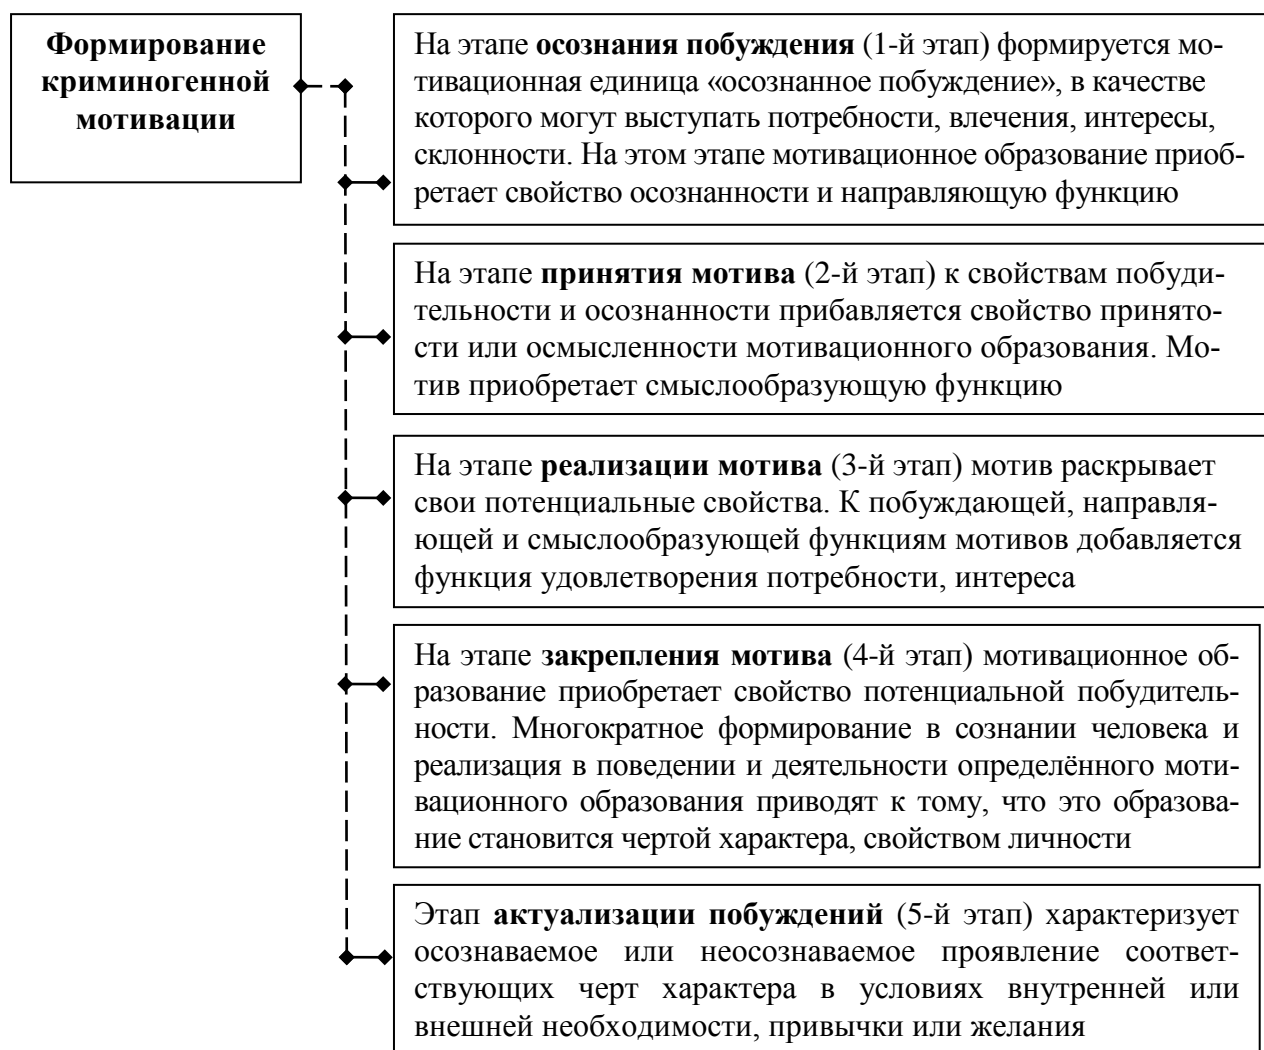 Формирование
криминогенной
мотивации
На этапе осознания побуждения (1-й этап) формируется мо-
тивационная единица «осознанное побуждение», в качестве
которого могут выступать потребности, влечения, интересы,
склонности. На этом этапе мотивационное образование приоб-
ретает свойство осознанности и направляющую функцию
На этапе принятия мотива (2-й этап) к свойствам побуди-
тельности и осознанности прибавляется свойство принято-
сти или осмысленности мотивационного образования. Мо-
тив приобретает смыслообразующую функцию
На этапе реализации мотива (3-й этап) мотив раскрывает
свои потенциальные свойства. К побуждающей, направля-
ющей и смыслообразующей функциям мотивов добавляется
функция удовлетворения потребности, интереса
На этапе закрепления мотива (4-й этап) мотивационное об-
разование приобретает свойство потенциальной побудитель-
ности. Многократное формирование в сознании человека и
реализация в поведении и деятельности определённого моти-
вационного образования приводят к тому, что это образова-
ние становится чертой характера, свойством личности
Этап актуализации побуждений (5-й этап) характеризует
осознаваемое или неосознаваемое проявление соответ-
ствующих черт характера в условиях внутренней или
внешней необходимости, привычки или желания